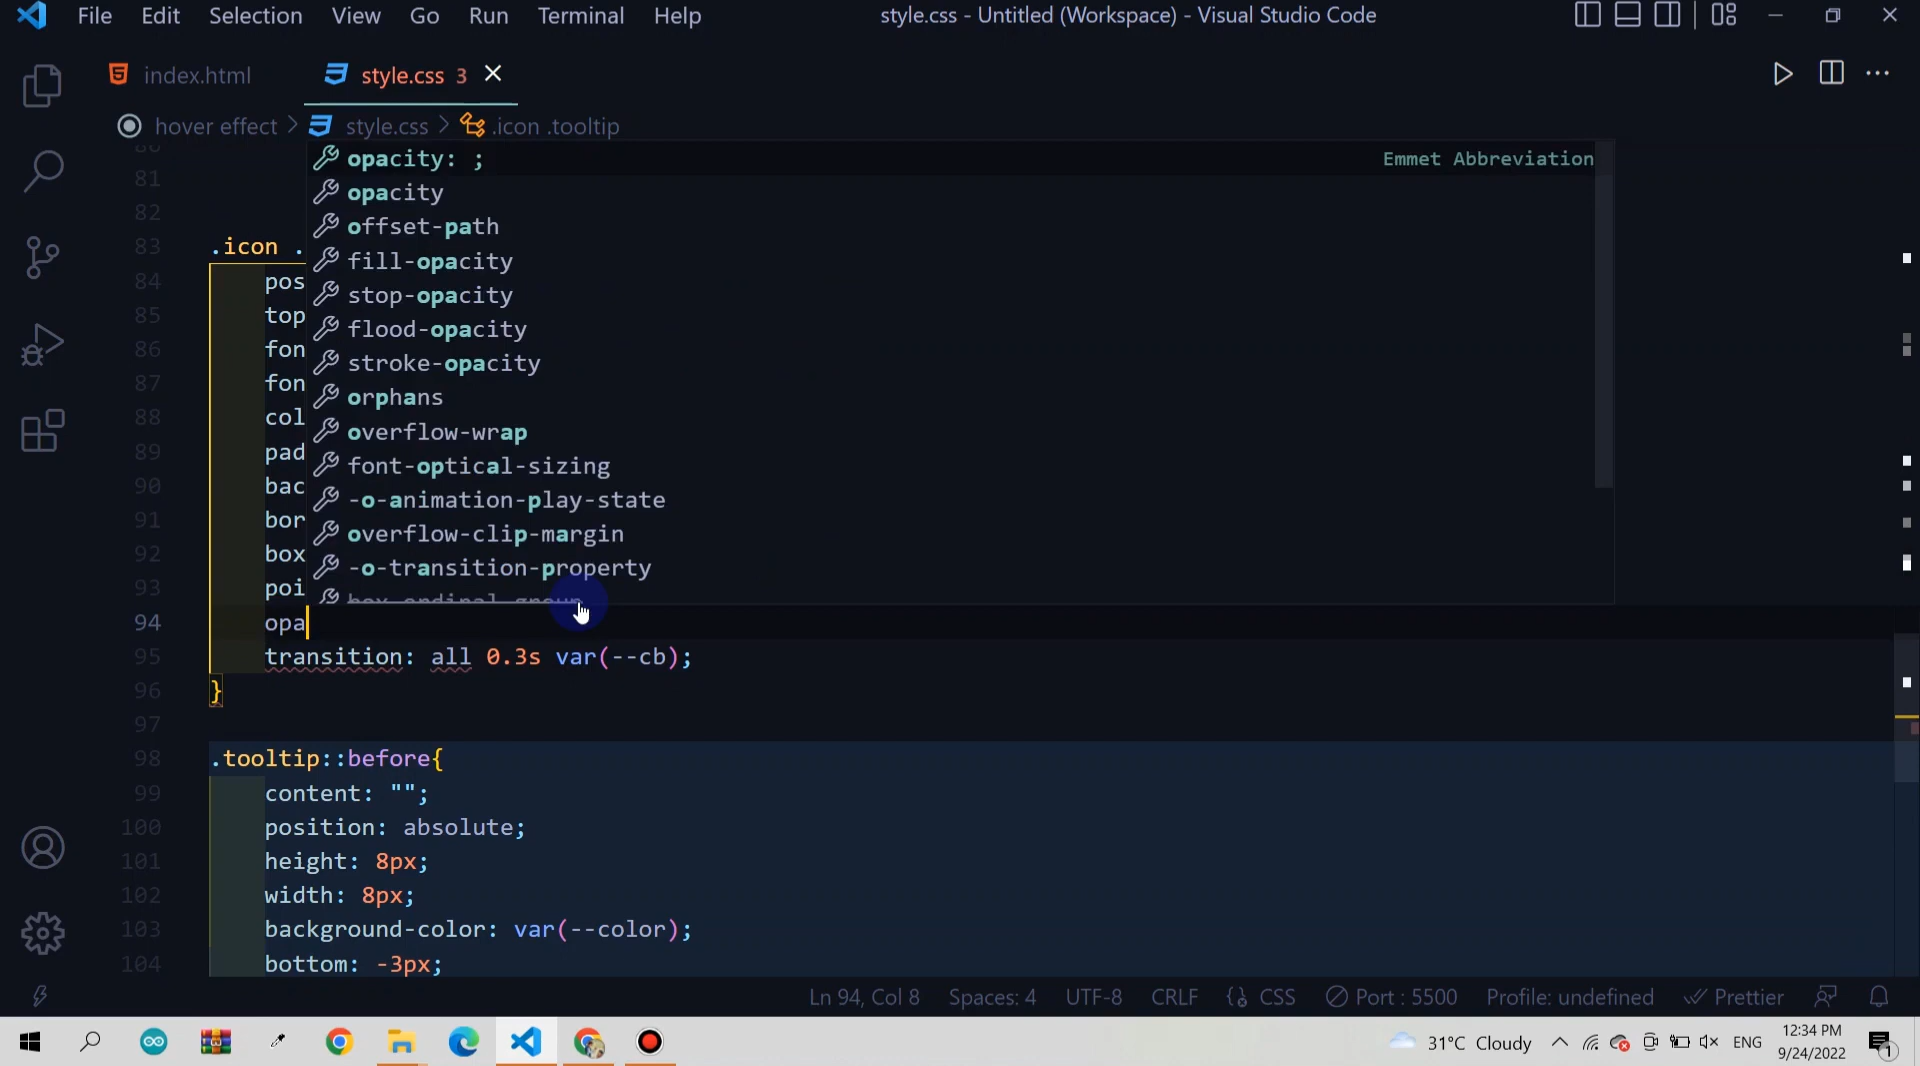 File Edit Selection View Go Run Terminal Help
style.css - Untitled (Workspace) - Visual Studio Code
index.html
style.css 3
hover effect > style.css > .icon .tooltip
opacity: ; Emmet Abbreviation
81 opacity
82 offset-path
83 .icon . fill-opacity
84 pos stop-opacity
85 top flood-opacity
86 fon stroke-opacity
87 fon orphans
88 col overflow-wrap
89 pad font-optical-sizing
90 bac -o-animation-play-state
91 bor overflow-clip-margin
92 box -o-transition-property
93 poi box-ordinal-group
94 opa
95 transition: all 0.3s var(--cb);
96 }
97
98 .tooltip::before{
99 content: "";
100 position: absolute;
101 height: 8px;
102 width: 8px;
103 background-color: var(--color);
104 bottom: -3px;
Ln 94, Col 8 Spaces: 4 UTF-8 CRLF {} CSS Port : 5500 Profile: undefined Prettier
31°C Cloudy ENG 12:34 PM
9/24/2022 1